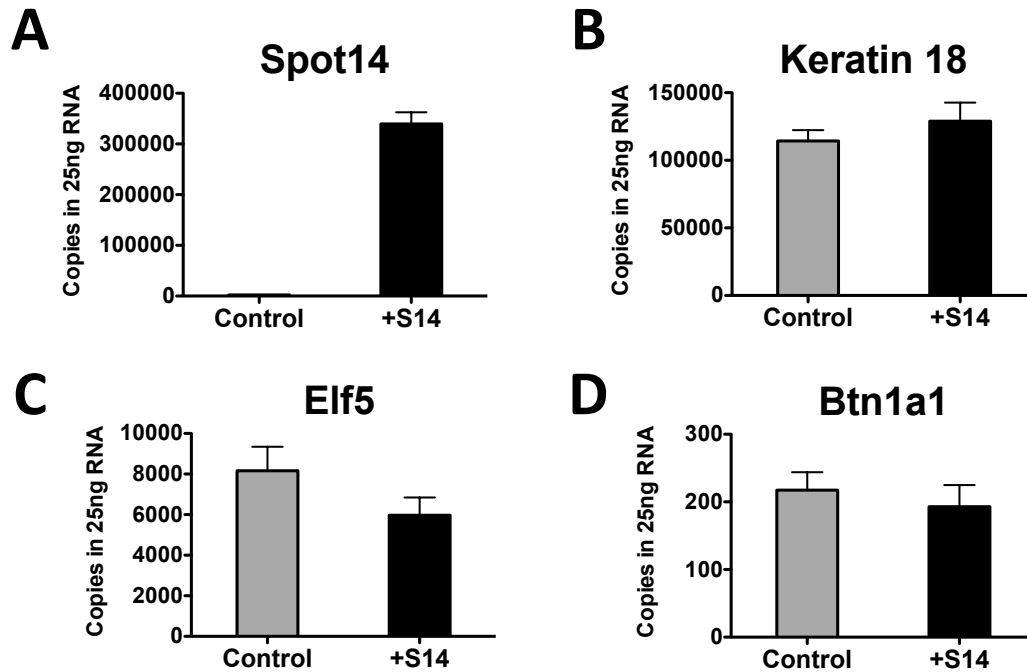 A
Spot14
Copies in 25ng RNA
400000
300000
200000
100000
0
Control +S14
B
Keratin 18
Copies in 25ng RNA
150000
100000
50000
0
Control +S14
C
Elf5
Copies in 25ng RNA
10000
8000
6000
4000
2000
0
Control +S14
D
Btn1a1
Copies in 25ng RNA
300
200
100
0
Control +S14